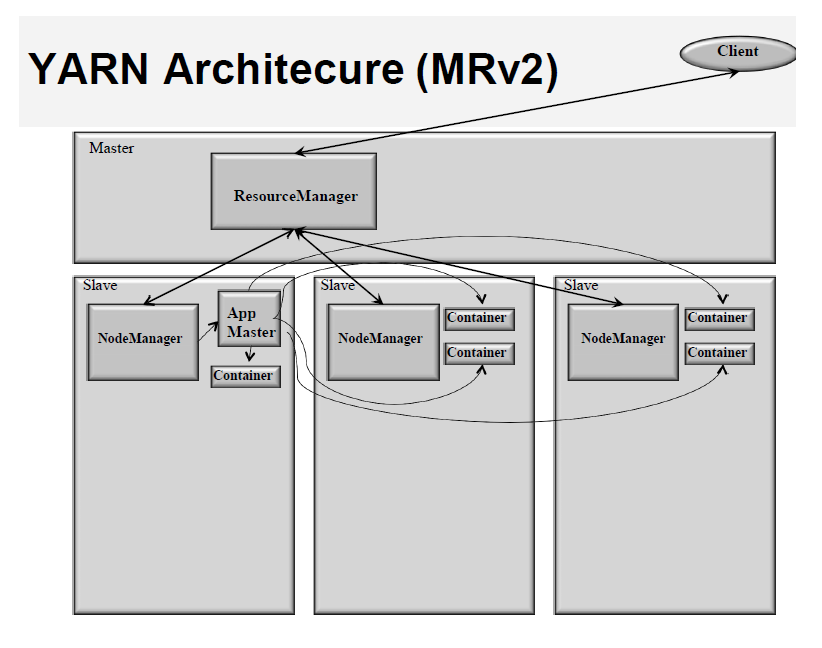 YARN Architecure (MRv2)
Client
Master
ResourceManager
Slave
NodeManager
App
Master
Container
Slave
NodeManager
Container
Container
Slave
NodeManager
Container
Container